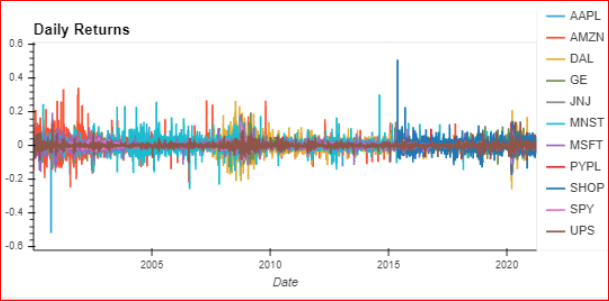 Daily Returns
0.6
0.4
0.2
0
-0.2
-0.4
-0.6
2005
2010
2015
2020
Date
AAPL
AMZN
DAL
GE
JNJ
MNST
MSFT
PYPL
SHOP
SPY
UPS